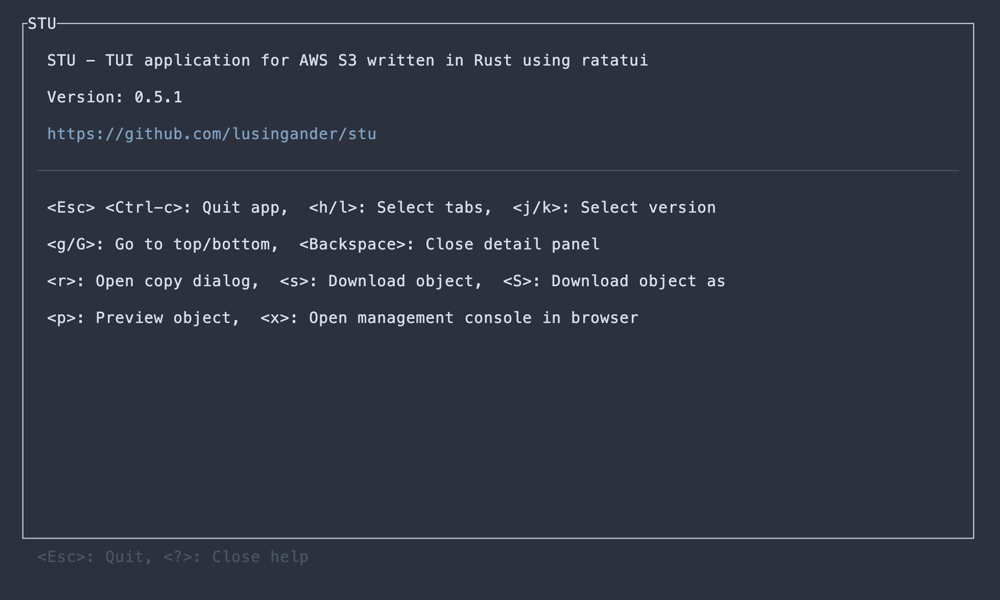 STU
STU - TUI application for AWS S3 written in Rust using ratatui
Version: 0.5.1
https://github.com/lusingander/stu
<Esc> <Ctrl-c>: Quit app,  <h/l>: Select tabs,  <j/k>: Select version
<g/G>: Go to top/bottom,  <Backspace>: Close detail panel
<r>: Open copy dialog,  <s>: Download object,  <S>: Download object as
<p>: Preview object,  <x>: Open management console in browser
<Esc>: Quit, <?>: Close help